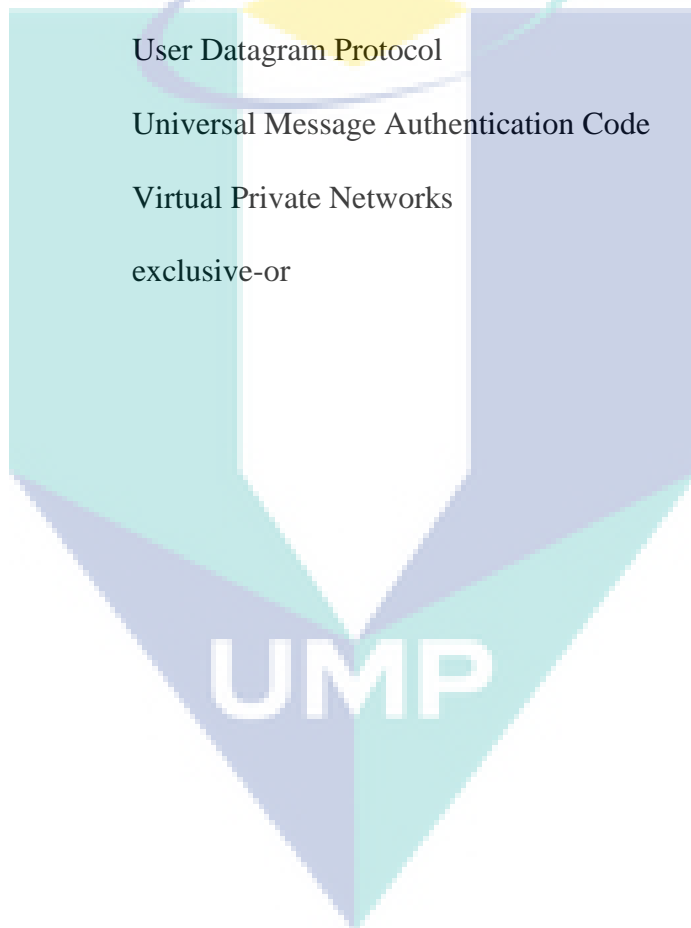 User Datagram Protocol
Universal Message Authentication Code
Virtual Private Networks
exclusive-or
UMP